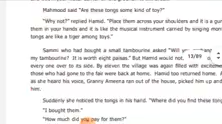 Mahmood said "Are these tongs some kind of toy?"
"Why not?" replied Hamid. "Place them across your shoulders and it is a gun
them in your hands and it is like the musical instrument carried by singing
tongs are like a tiger among toys."
Sammi who had bought a small tambourine asked "Will you
my tambourine? It is worth eight paisas." But Hamid would not
13/89
every one over to its side. By eleven the village was again filled with excitement
those who had gone to the fair were back at home. Hamid tour returned home. A
as she heard his voice, Granny Ameena ran out of the house, picked him up and
him.
Suddenly she noticed the tongs in his hand. "Where did you find these tong
"I bought them."
"How much did you pay for them?"